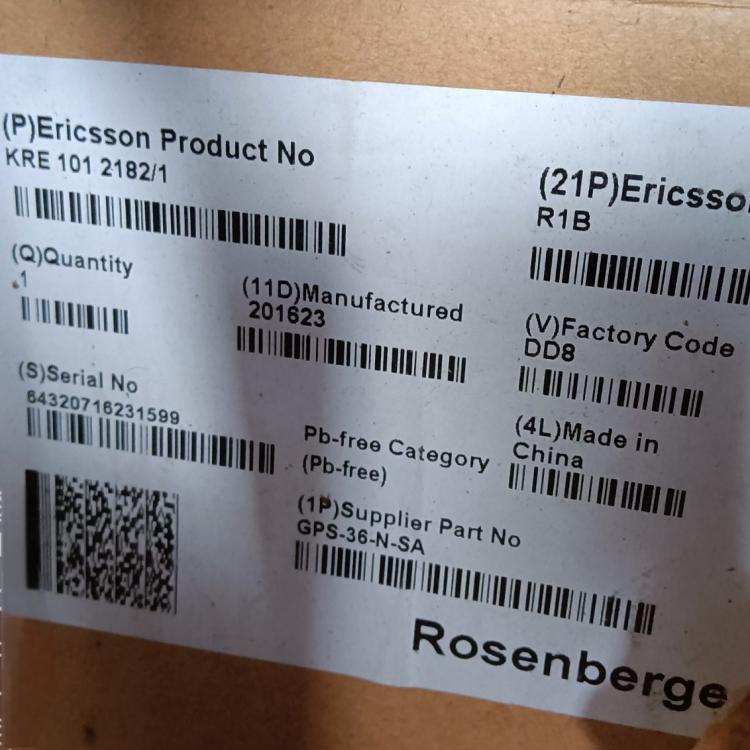 (P)Ericsson Product No
KRE 101 2182/1
(21P)Ericsso
R1B
(Q)Quantity
1
(11D)Manufactured
201623
(V)Factory Code
DD8
(S)Serial No
64320716231599
Pb-free Category
(Pb-free)
(4L)Made in
China
(1P)Supplier Part No
GPS-36-N-SA
Rosenberge